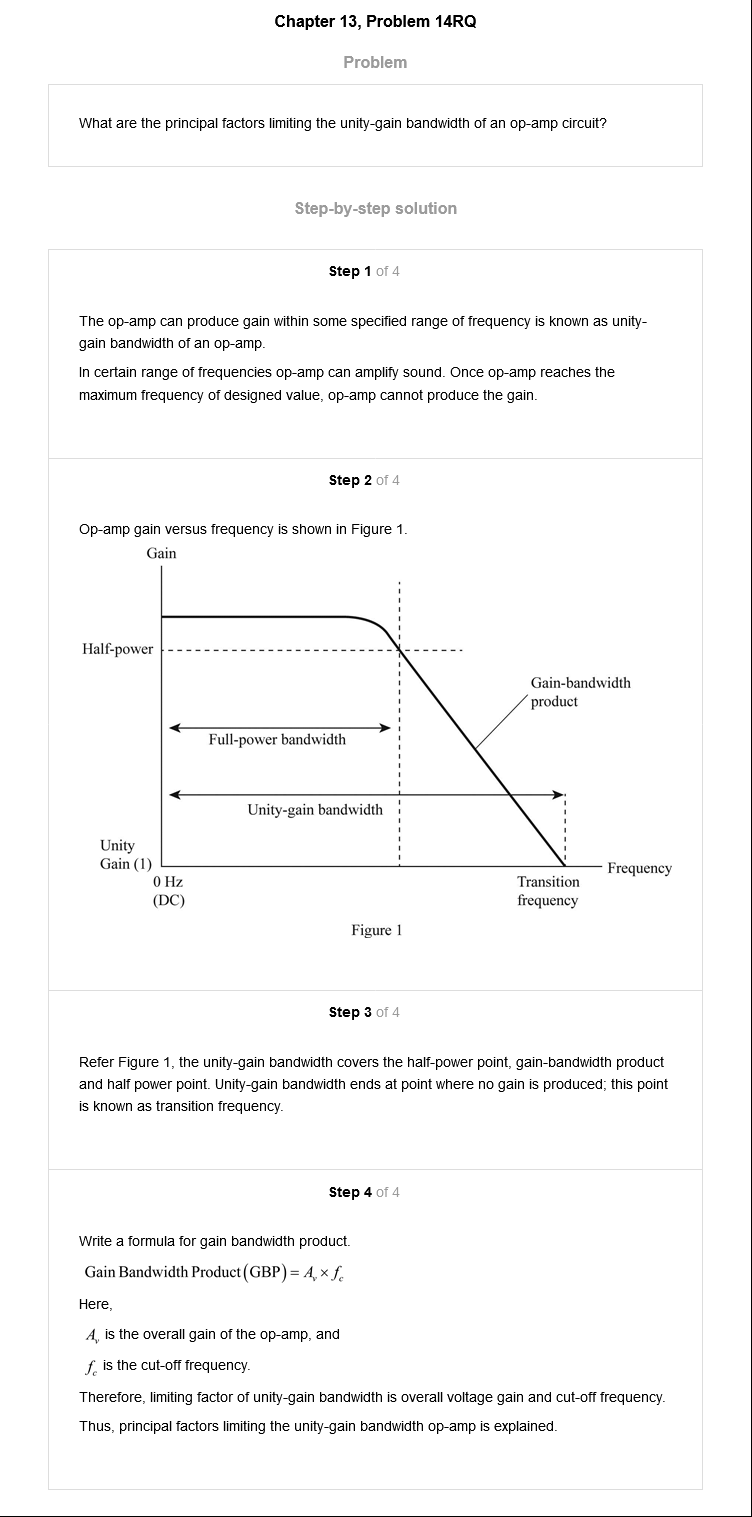 Chapter 13, Problem 14RQ
Problem
What are the principal factors limiting the unity-gain bandwidth of an op-amp circuit?
Step-by-step solution
Step 1 of 4
The op-amp can produce gain within some specified range of frequency is known as unity-
gain bandwidth of an op-amp.
In certain range of frequencies op-amp can amplify sound. Once op-amp reaches the
maximum frequency of designed value, op-amp cannot produce the gain.
Step 2 of 4
Op-amp gain versus frequency is shown in Figure 1.
Gain
Half-power
Gain-bandwidth
product
Full-power bandwidth
Unity-gain bandwidth
Unity
Gain (1)
0 Hz
(DC)
Frequency
Transition
frequency
Figure 1
Step 3 of 4
Refer Figure 1, the unity-gain bandwidth covers the half-power point, gain-bandwidth product
and half power point. Unity-gain bandwidth ends at point where no gain is produced; this point
is known as transition frequency.
Step 4 of 4
Write a formula for gain bandwidth product.
Gain Bandwidth Product(GBP) = A_v × f_c
Here,
A_v is the overall gain of the op-amp, and
f_c is the cut-off frequency.
Therefore, limiting factor of unity-gain bandwidth is overall voltage gain and cut-off frequency.
Thus, principal factors limiting the unity-gain bandwidth op-amp is explained.